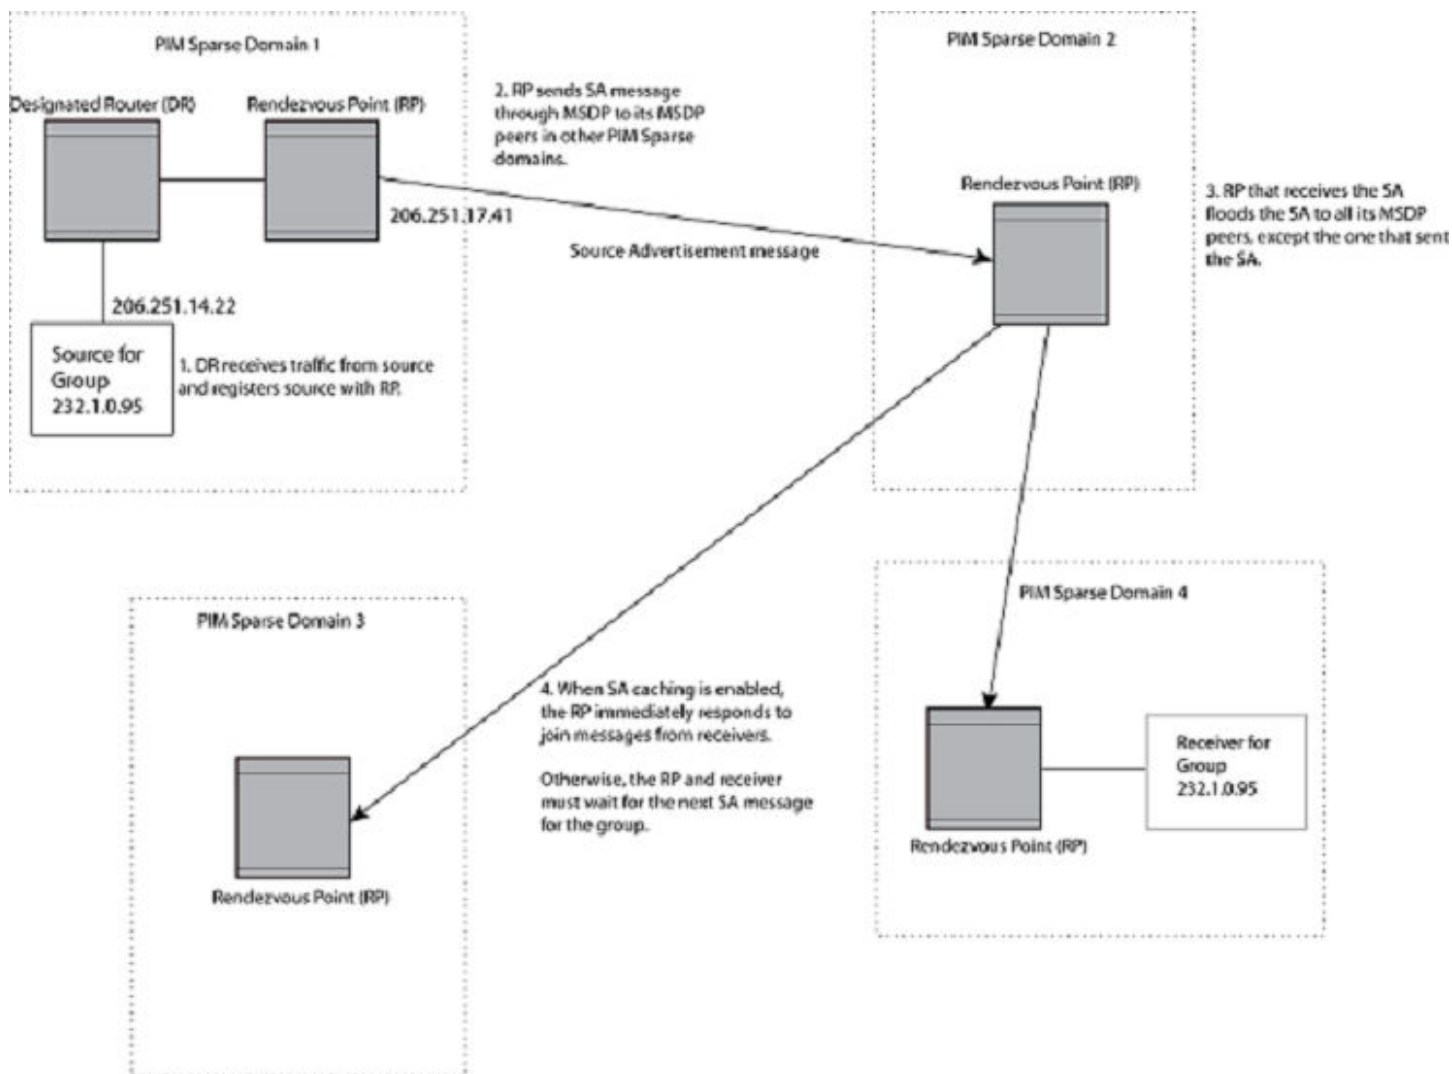 PIM Sparse Domain 1
Designated Router (DR)
Rendezvous Point (RP)
206.251.17.41
206.251.14.22
Source for
Group
232.1.0.95
1. DR receives traffic from source
and registers source with RP.
2. RP sends SA message
through MSDP to its MSDP
peers in other PIM Sparse
domains.
Source Advertisement message
PIM Sparse Domain 2
Rendezvous Point (RP)
3. RP that receives the SA
floods the SA to all its MSDP
peers, except the one that sent
the SA.
PIM Sparse Domain 3
Rendezvous Point (RP)
4. When SA caching is enabled,
the RP immediately responds to
join messages from receivers.
Otherwise, the RP and receiver
must wait for the next SA message
for the group.
PIM Sparse Domain 4
Rendezvous Point (RP)
Receiver for
Group
232.1.0.95